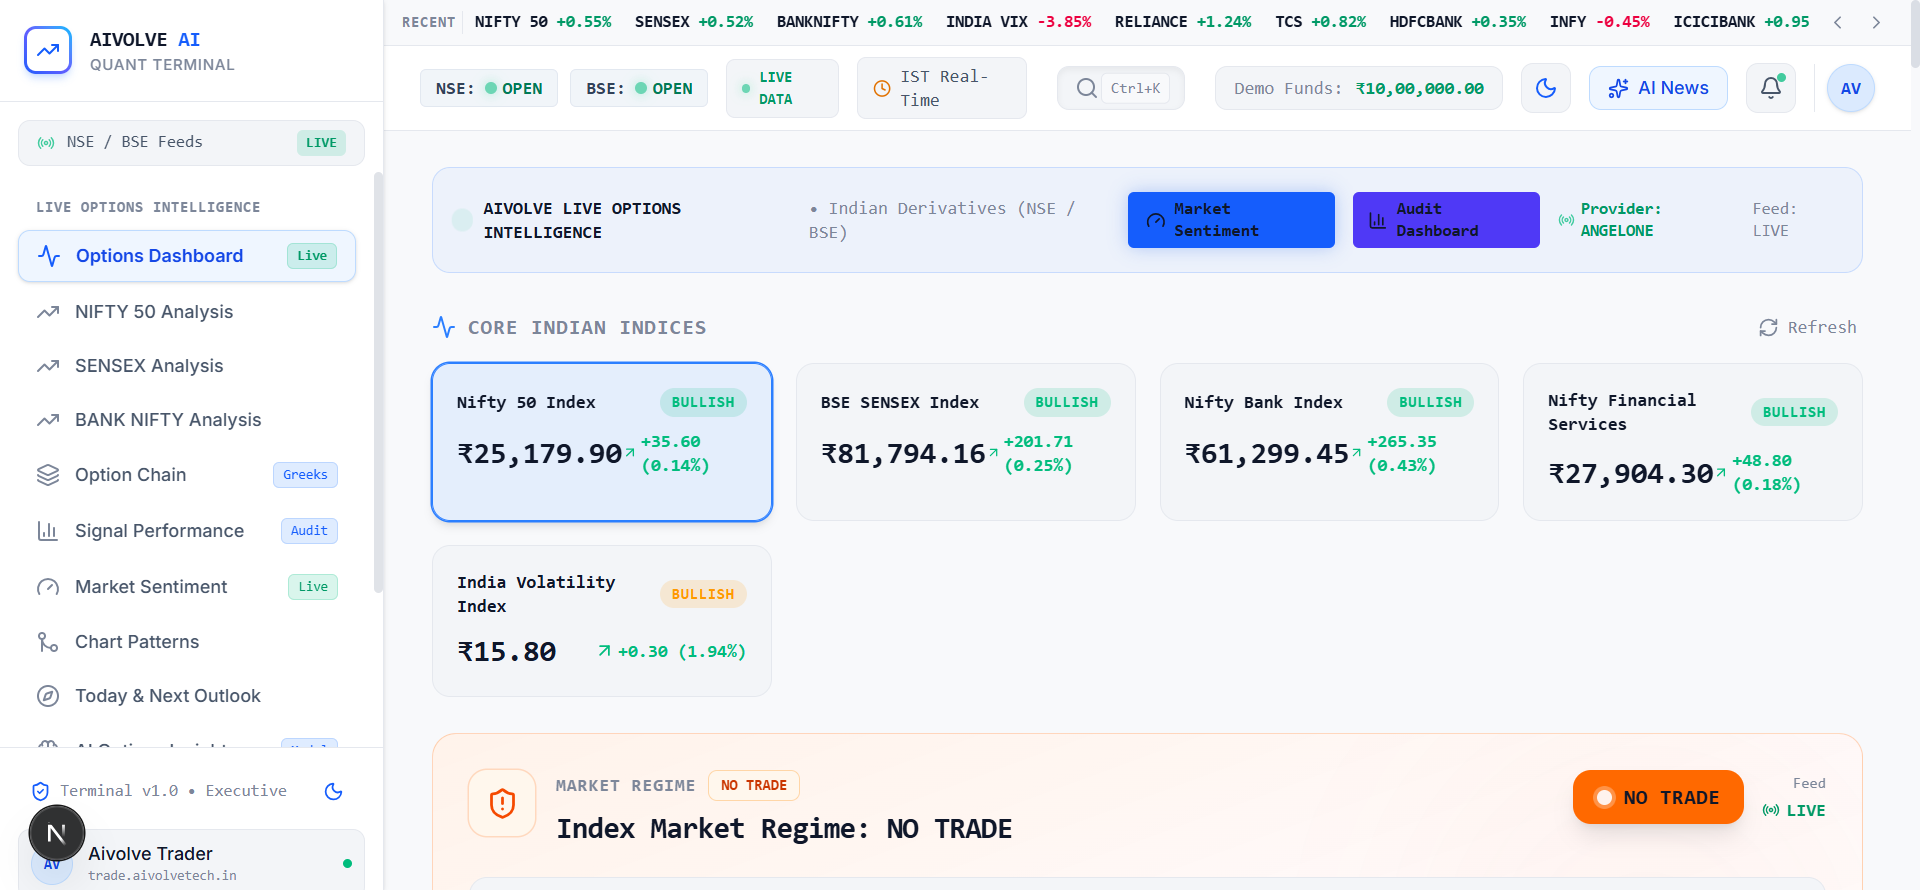 AIVOLVE AI
QUANT TERMINAL
NSE / BSE Feeds LIVE
LIVE OPTIONS INTELLIGENCE
Options Dashboard Live
NIFTY 50 Analysis
SENSEX Analysis
BANK NIFTY Analysis
Option Chain Greeks
Signal Performance Audit
Market Sentiment Live
Chart Patterns
Today & Next Outlook
Terminal v1.0 • Executive
N
AV
Aivolve Trader
trade.aivolvetech.in
RECENT NIFTY 50 +0.55% SENSEX +0.52% BANKNIFTY +0.61% INDIA VIX -3.85% RELIANCE +1.24% TCS +0.82% HDFCBANK +0.35% INFY -0.45% ICICIBANK +0.95
NSE: OPEN
BSE: OPEN
LIVE
DATA
IST Real-
Time
Ctrl+K
Demo Funds: ₹10,00,000.00
AI News
AV
AIVOLVE LIVE OPTIONS
INTELLIGENCE
• Indian Derivatives (NSE /
BSE)
Market
Sentiment
Audit
Dashboard
Provider:
ANGELONE
Feed:
LIVE
CORE INDIAN INDICES
Refresh
Nifty 50 Index BULLISH
₹25,179.90 +35.60
(0.14%)
BSE SENSEX Index BULLISH
₹81,794.16 +201.71
(0.25%)
Nifty Bank Index BULLISH
₹61,299.45 +265.35
(0.43%)
Nifty Financial
Services
BULLISH
₹27,904.30 +48.80
(0.18%)
India Volatility
Index
BULLISH
₹15.80 +0.30 (1.94%)
MARKET REGIME NO TRADE
Index Market Regime: NO TRADE
NO TRADE
Feed
LIVE